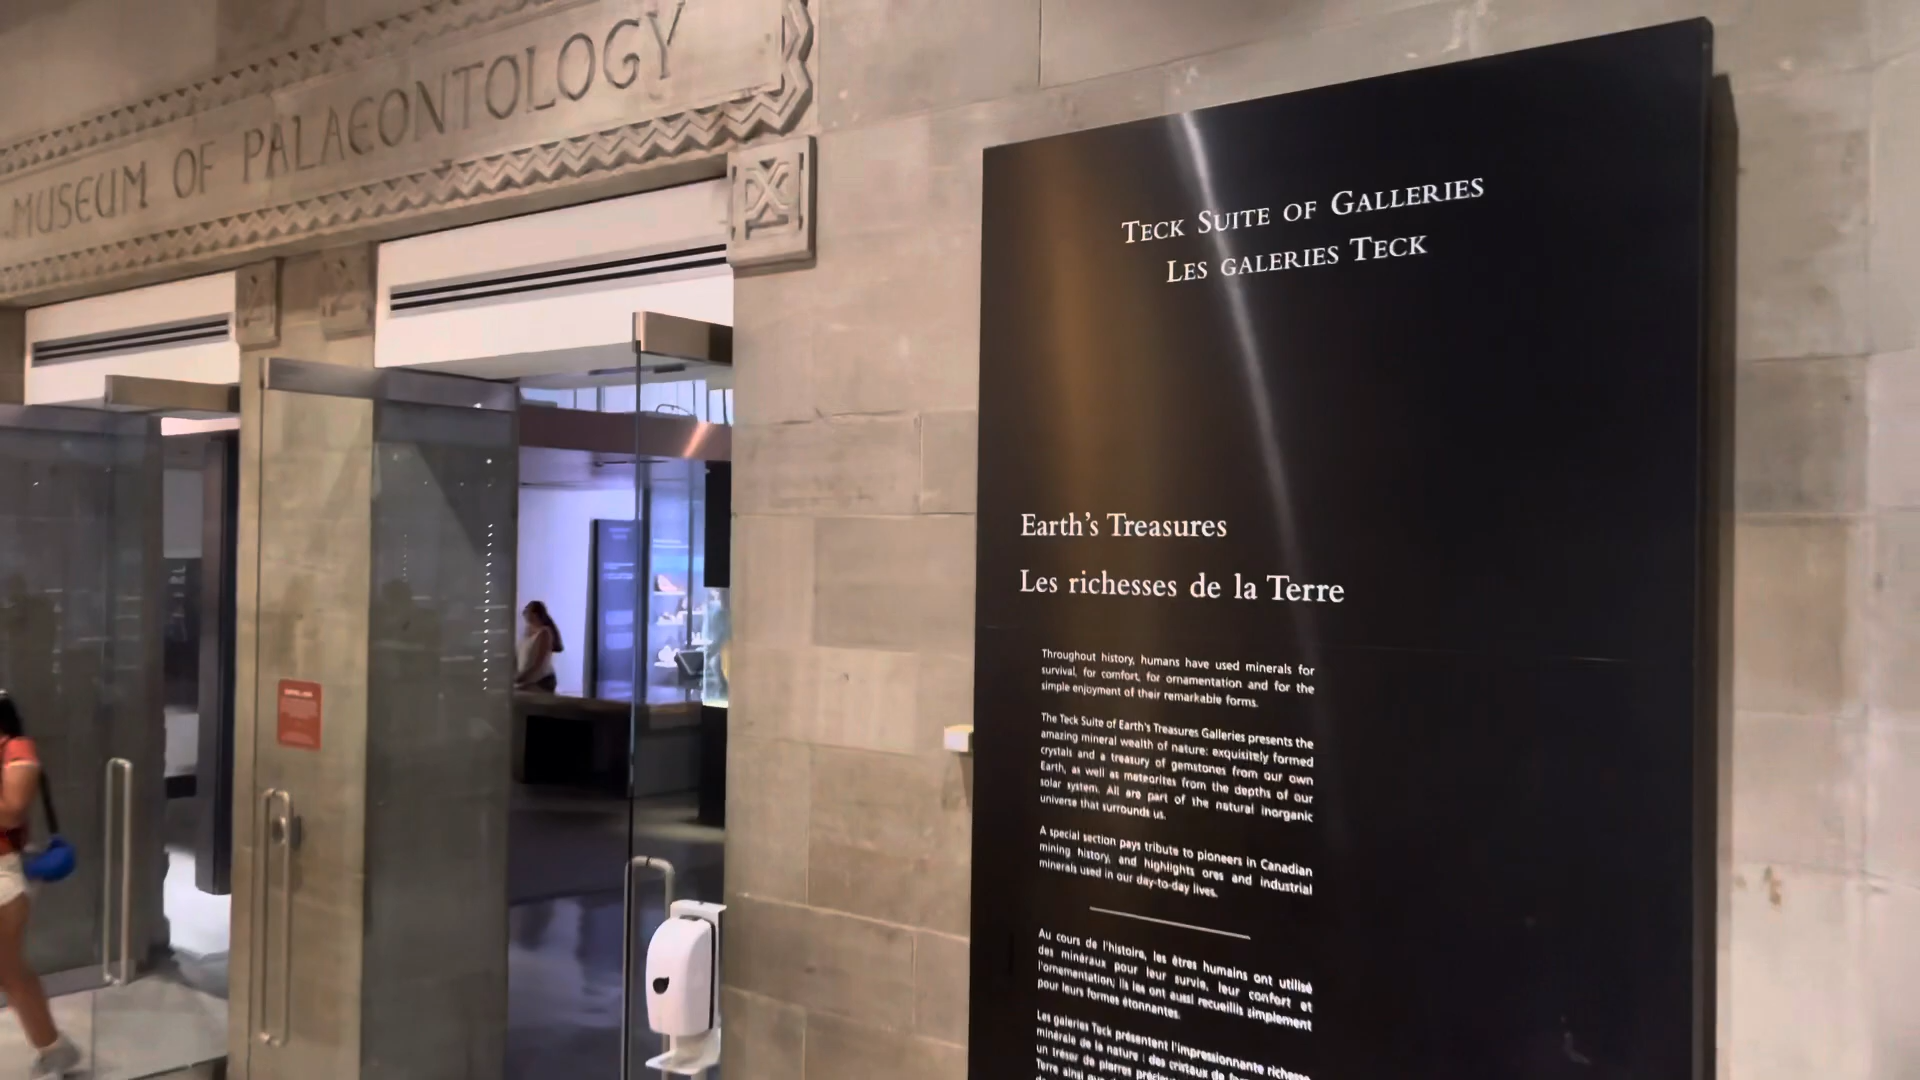 MUSEUM OF PALAEONTOLOGY
TECK SUITE OF GALLERIES
LES GALERIES TECK
Earth's Treasures
Les richesses de la Terre
Throughout history, humans have used minerals for
survival, for comfort, for ornamentation and for the
simple enjoyment of their remarkable forms.
The Teck Suite of Earth's Treasures Galleries presents the
amazing mineral wealth of nature: exquisitely formed
crystals and a treasury of gemstones from our own
Earth, as well as meteorites from the depths of our
solar system. All are part of the natural inorganic
universe that surrounds us.
A special section pays tribute to pioneers in Canadian
mining history, and highlights ores and industrial
minerals used in our day-to-day lives.
Au cours de l'histoire, les êtres humains ont utilisé
des minéraux pour leur survie, leur confort et
l'ornementation; ils les ont aussi recueillis simplement
pour leurs formes étonnantes.
Les galeries Teck présentent l'impressionnante richesse
minérale de la nature : des cristaux de
un trésor de pierres
Terre ainsi que